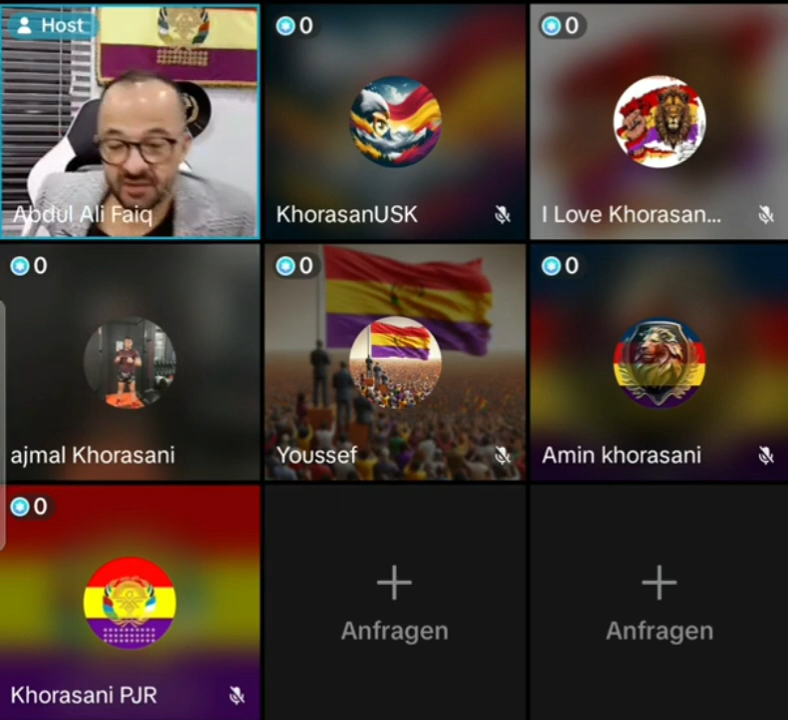 Host
0
0
Abdul Ali Faiq
KhorasanUSK
I Love Khorasan...
0
0
0
ajmal Khorasani
Youssef
Amin khorasani
0
Anfragen
Anfragen
Khorasani PJR